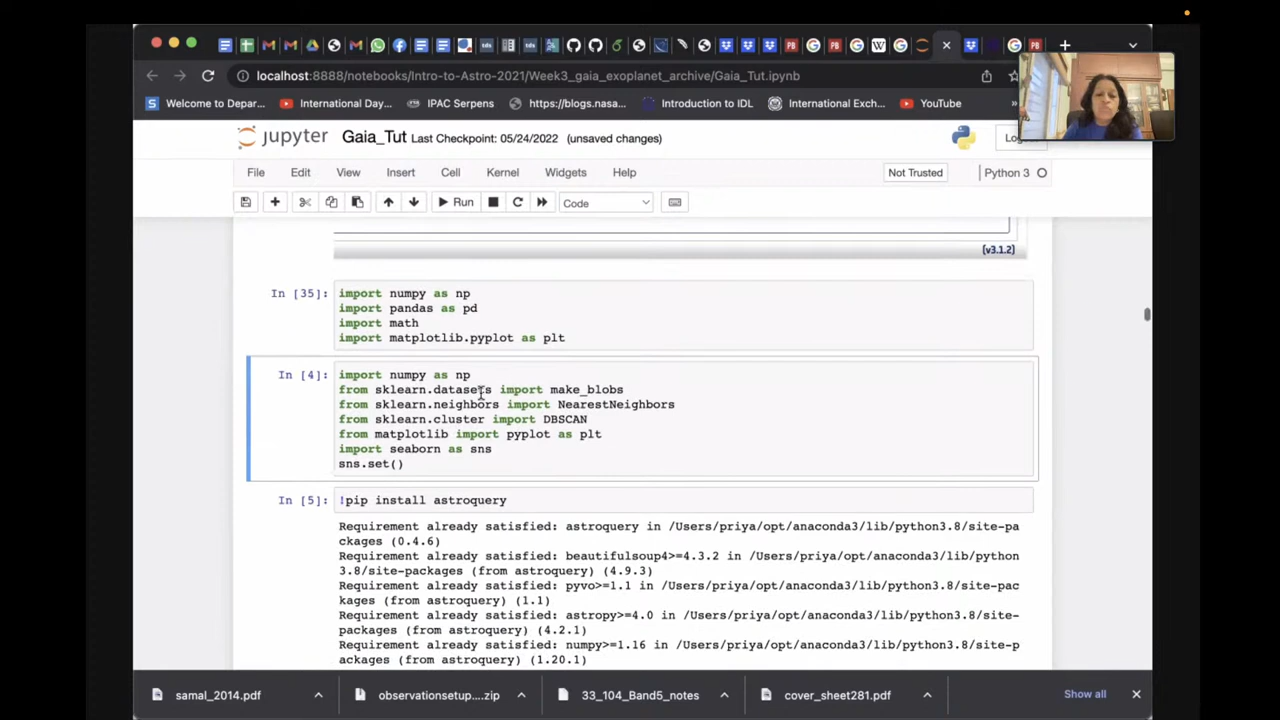 localhost:8888/notebooks/Intro-to-Astro-2021/Week3_gaia_exoplanet_archive/Gaia_Tut.ipynb
Welcome to Depar... International Day... IPAC Serpens https://blogs.nasa... Introduction to IDL International Exch... YouTube »
jupyter Gaia_Tut Last Checkpoint: 05/24/2022 (unsaved changes)
File Edit View Insert Cell Kernel Widgets Help Not Trusted Python 3
Run Code
(v3.1.2)
In [35]: import numpy as np
import pandas as pd
import math
import matplotlib.pyplot as plt
In [4]: import numpy as np
from sklearn.datasets import make_blobs
from sklearn.neighbors import NearestNeighbors
from sklearn.cluster import DBSCAN
from matplotlib import pyplot as plt
import seaborn as sns
sns.set()
In [5]: !pip install astroquery
Requirement already satisfied: astroquery in /Users/priya/opt/anaconda3/lib/python3.8/site-pa
ckages (0.4.6)
Requirement already satisfied: beautifulsoup4>=4.3.2 in /Users/priya/opt/anaconda3/lib/python
3.8/site-packages (from astroquery) (4.9.3)
Requirement already satisfied: pyvo>=1.1 in /Users/priya/opt/anaconda3/lib/python3.8/site-pac
kages (from astroquery) (1.1)
Requirement already satisfied: astropy>=4.0 in /Users/priya/opt/anaconda3/lib/python3.8/site-
packages (from astroquery) (4.2.1)
Requirement already satisfied: numpy>=1.16 in /Users/priya/opt/anaconda3/lib/python3.8/site-p
ackages (from astroquery) (1.20.1)
samal_2014.pdf observationsetup....zip 33_104_Band5_notes cover_sheet281.pdf Show all